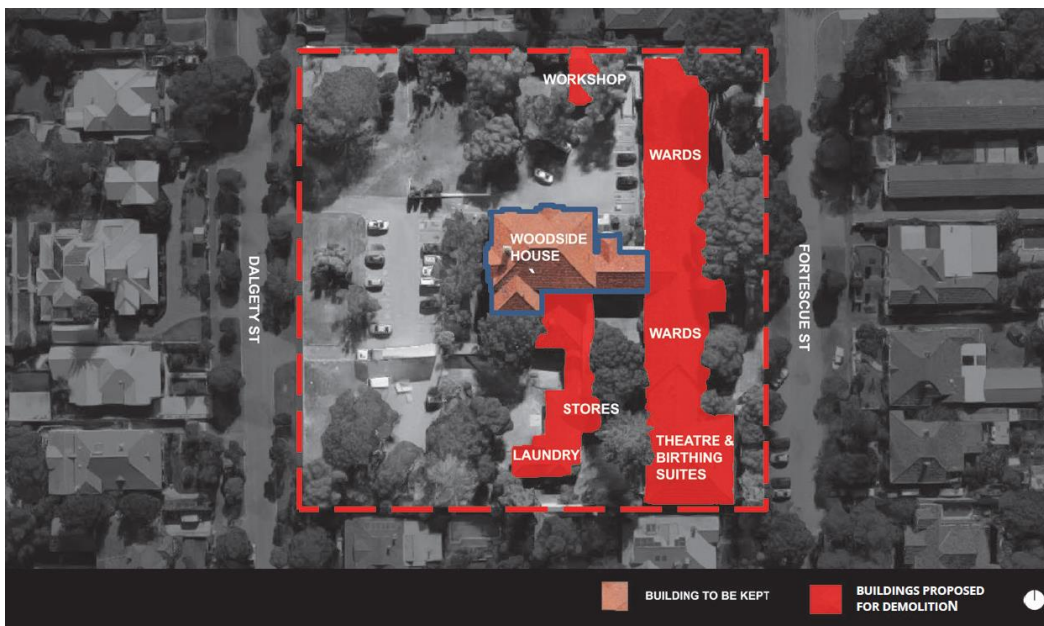 WORKSHOP
WARDS
WOODSIDE
HOUSE
DALGETY ST
FORTESCUE ST
WARDS
STORES
LAUNDRY
THEATRE &
BIRTHING
SUITES
BUILDING TO BE KEPT
BUILDINGS PROPOSED
FOR DEMOLITION